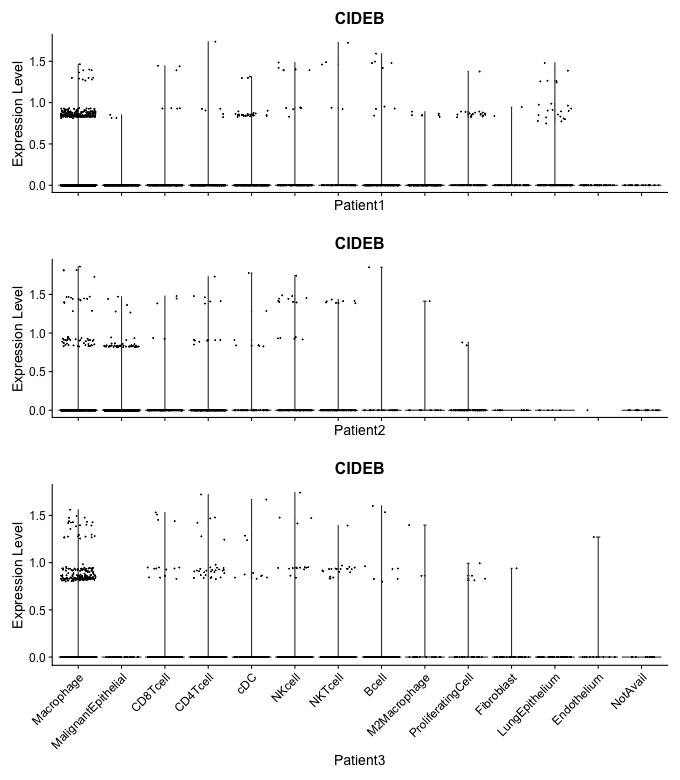 CIDEB
Expression Level
1.5
1.0
0.5
0.0
Patient1
CIDEB
Expression Level
1.5
1.0
0.5
0.0
Patient2
CIDEB
Expression Level
1.5
1.0
0.5
0.0
Macrophage
MalignantEpithelial
CD8Tcell
CD4Tcell
cDC
NKcell
NKTcell
Bcell
M2Macrophage
ProliferatingCell
Fibroblast
LungEpithelium
Endothelium
NotAvail
Patient3